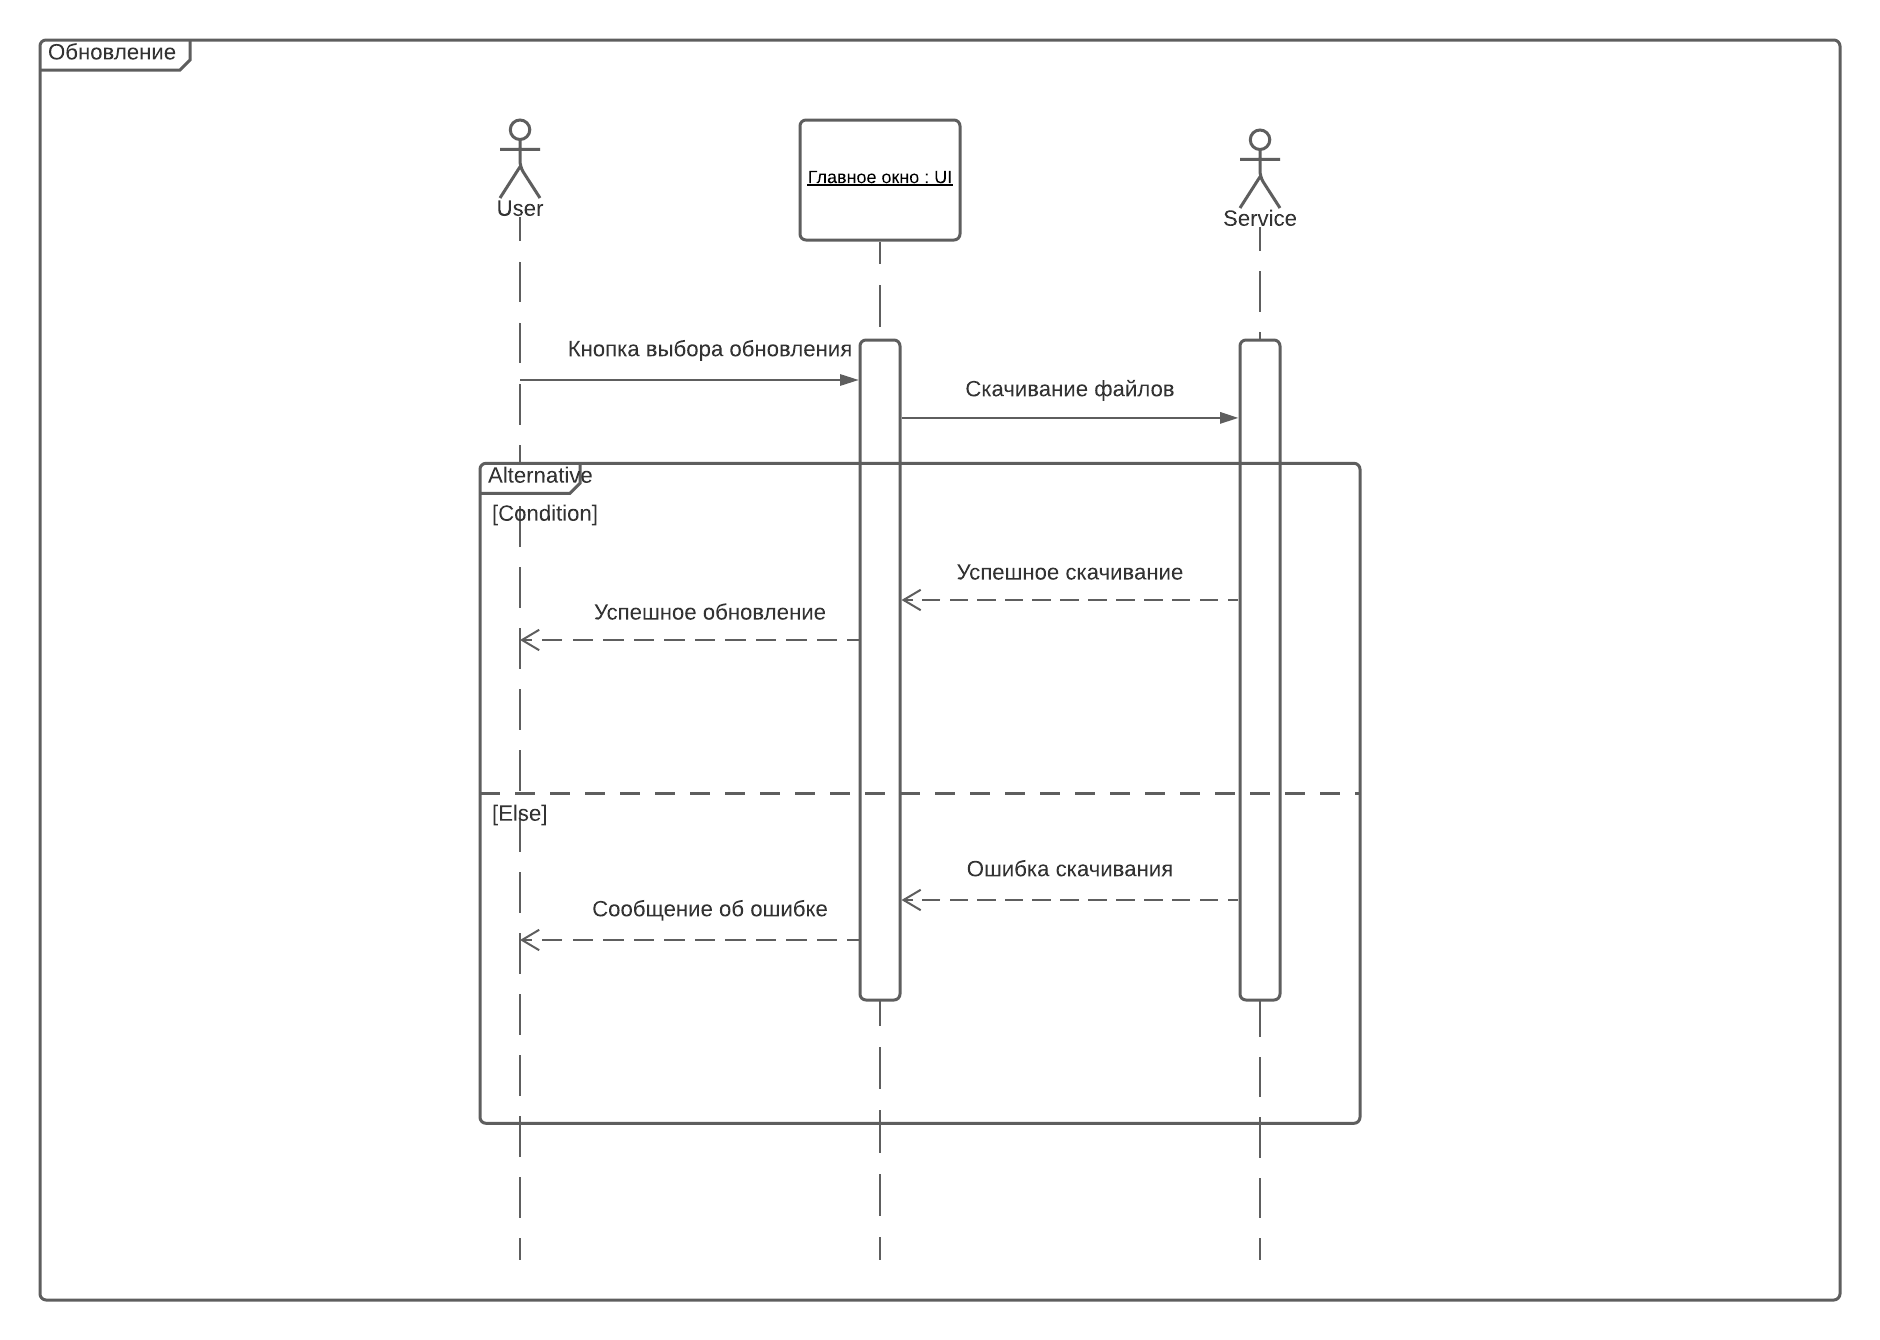 Обновление
User
Главное окно : UI
Service
Кнопка выбора обновления
Скачивание файлов
Alternative
[Condition]
Успешное скачивание
Успешное обновление
[Else]
Ошибка скачивания
Сообщение об ошибке